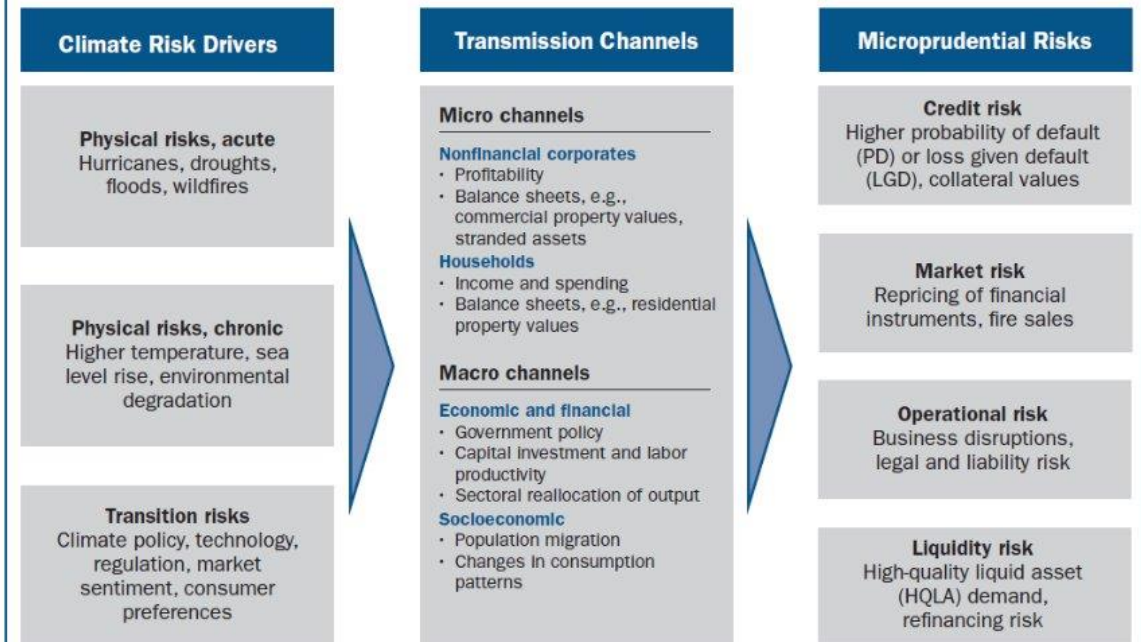 Climate Risk Drivers
Physical risks, acute
Hurricanes, droughts,
floods, wildfires
Physical risks, chronic
Higher temperature, sea
level rise, environmental
degradation
Transition risks
Climate policy, technology,
regulation, market
sentiment, consumer
preferences
Transmission Channels
Micro channels
Nonfinancial corporates
· Profitability
· Balance sheets, e.g.,
commercial property values,
stranded assets
Households
· Income and spending
· Balance sheets, e.g., residential
property values
Macro channels
Economic and financial
· Government policy
· Capital investment and labor
productivity
· Sectoral reallocation of output
Socioeconomic
· Population migration
· Changes in consumption
patterns
Microprudential Risks
Credit risk
Higher probability of default
(PD) or loss given default
(LGD), collateral values
Market risk
Repricing of financial
instruments, fire sales
Operational risk
Business disruptions,
legal and liability risk
Liquidity risk
High-quality liquid asset
(HQLA) demand,
refinancing risk